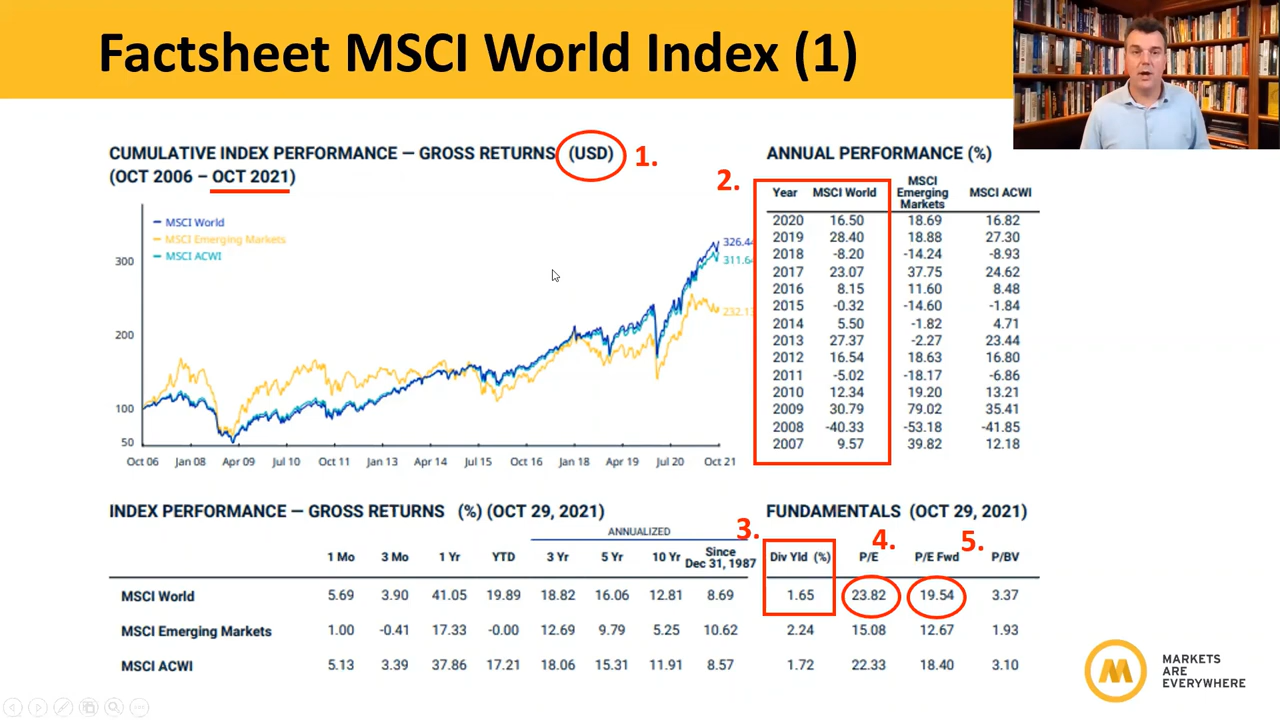 Factsheet MSCI World Index (1)
CUMULATIVE INDEX PERFORMANCE — GROSS RETURNS (USD) 1.
(OCT 2006 – OCT 2021)
MSCI World
MSCI Emerging Markets
MSCI ACWI
300
200
100
50
326.44
311.64
232.17
Oct 06 Jan 08 Apr 09 Jul 10 Oct 11 Jan 13 Apr 14 Jul 15 Oct 16 Jan 18 Apr 19 Jul 20 Oct 21
ANNUAL PERFORMANCE (%)
2.
Year MSCI World MSCI Emerging Markets MSCI ACWI
2020 16.50 18.69 16.82
2019 28.40 18.88 27.30
2018 -8.20 -14.24 -8.93
2017 23.07 37.75 24.62
2016 8.15 11.60 8.48
2015 -0.32 -14.60 -1.84
2014 5.50 -1.82 4.71
2013 27.37 -2.27 23.44
2012 16.54 18.63 16.80
2011 -5.02 -18.17 -6.86
2010 12.34 19.20 13.21
2009 30.79 79.02 35.41
2008 -40.33 -53.18 -41.85
2007 9.57 39.82 12.18
INDEX PERFORMANCE — GROSS RETURNS (%) (OCT 29, 2021)
ANNUALIZED
1 Mo 3 Mo 1 Yr YTD 3 Yr 5 Yr 10 Yr Since Dec 31, 1987
MSCI World 5.69 3.90 41.05 19.89 18.82 16.06 12.81 8.69
MSCI Emerging Markets 1.00 -0.41 17.33 -0.00 12.69 9.79 5.25 10.62
MSCI ACWI 5.13 3.39 37.86 17.21 18.06 15.31 11.91 8.57
FUNDAMENTALS (OCT 29, 2021)
3. 4. 5.
Div Yld (%) P/E P/E Fwd P/BV
1.65 23.82 19.54 3.37
2.24 15.08 12.67 1.93
1.72 22.33 18.40 3.10
M
MARKETS
ARE
EVERYWHERE